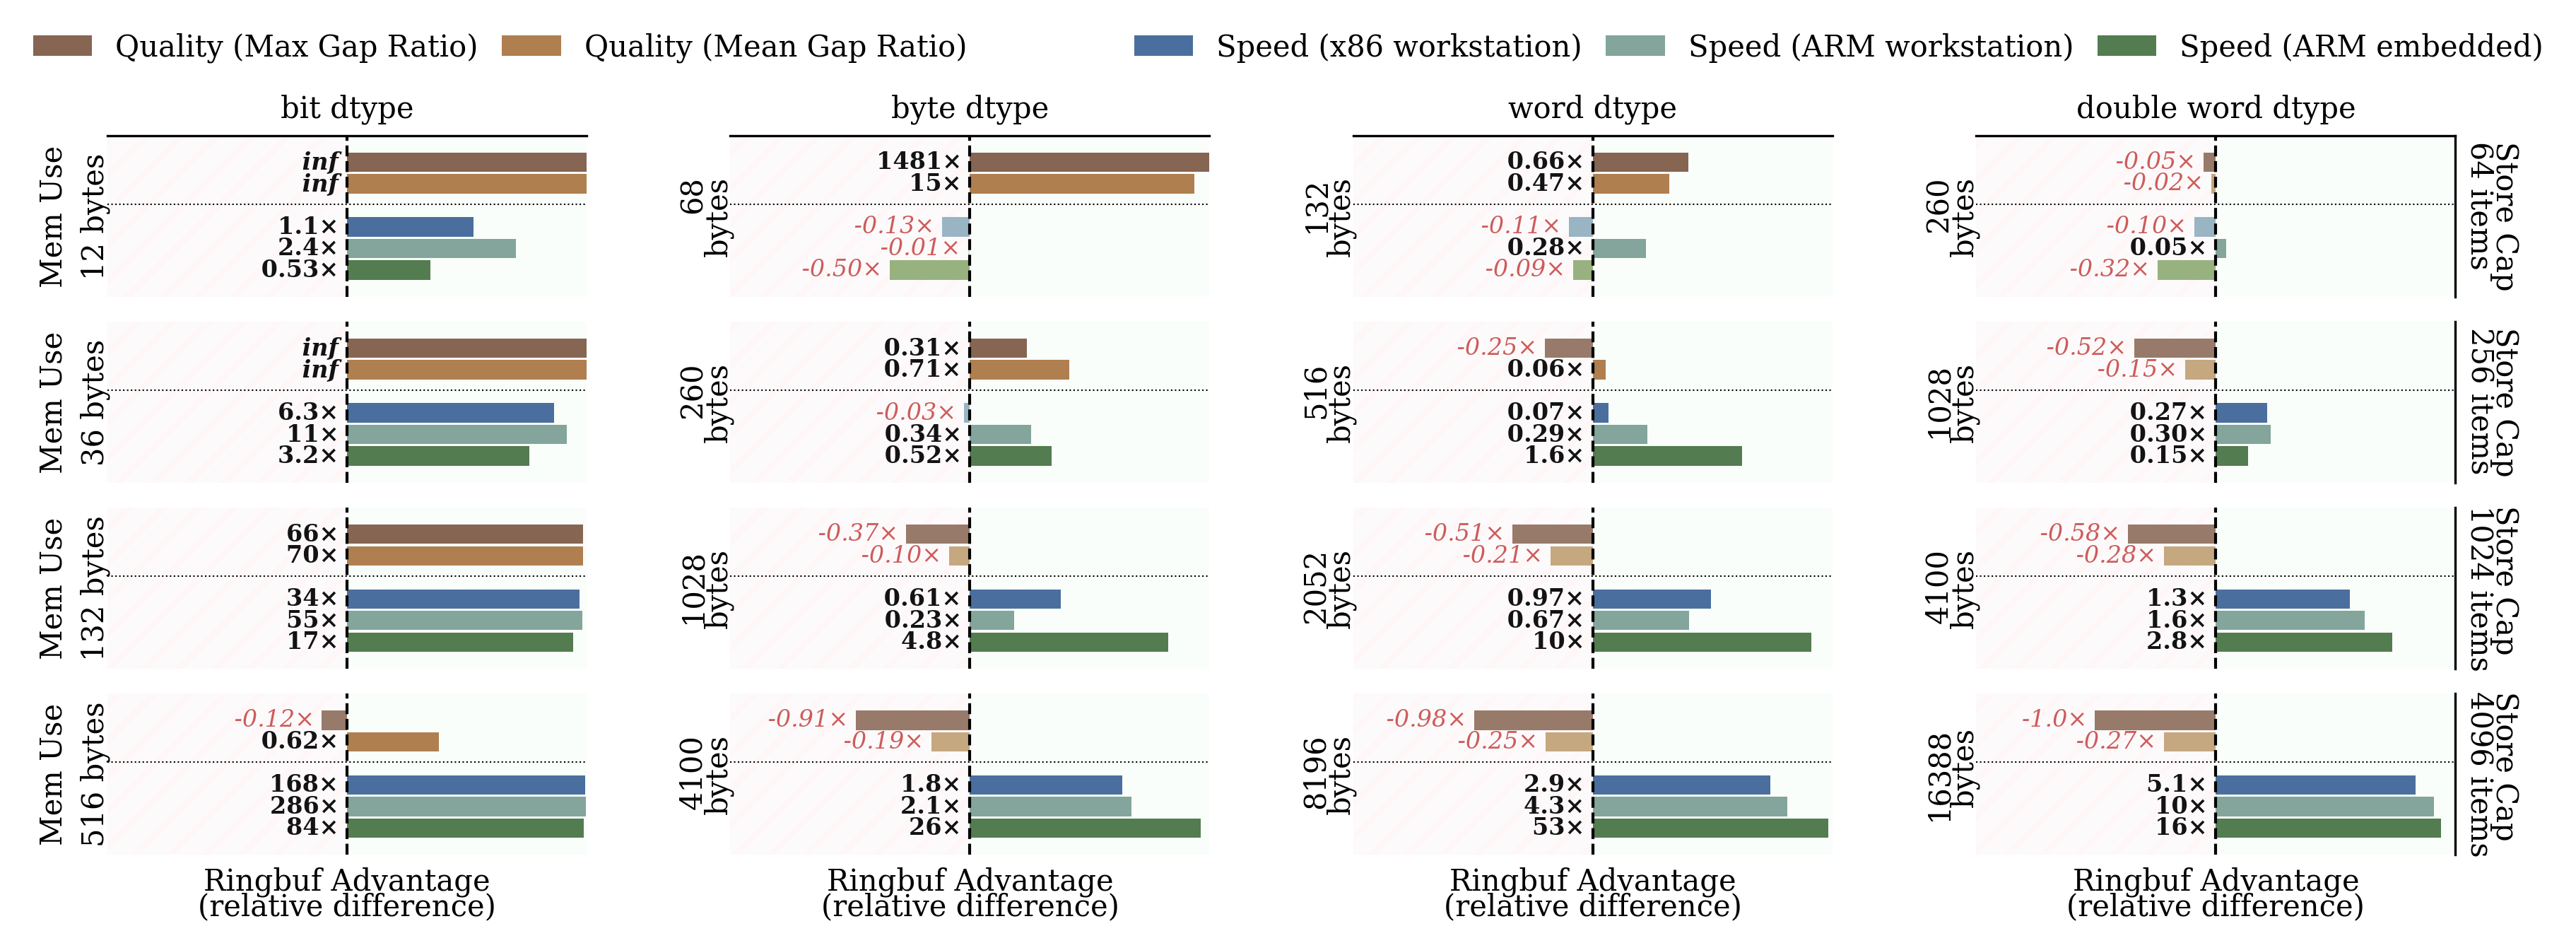 Quality (Max Gap Ratio) Quality (Mean Gap Ratio) Speed (x86 workstation) Speed (ARM workstation) Speed (ARM embedded)
bit dtype byte dtype word dtype double word dtype
Mem Use
12 bytes
inf
inf
1.1×
2.4×
0.53×
68
bytes
1481×
15×
-0.13×
-0.01×
-0.50×
132
bytes
0.66×
0.47×
-0.11×
0.28×
-0.09×
260
bytes
-0.05×
-0.02×
-0.10×
0.05×
-0.32×
Store Cap
64 items
Mem Use
36 bytes
inf
inf
6.3×
11×
3.2×
260
bytes
0.31×
0.71×
-0.03×
0.34×
0.52×
516
bytes
-0.25×
0.06×
0.07×
0.29×
1.6×
1028
bytes
-0.52×
-0.15×
0.27×
0.30×
0.15×
Store Cap
256 items
Mem Use
132 bytes
66×
70×
34×
55×
17×
1028
bytes
-0.37×
-0.10×
0.61×
0.23×
4.8×
2052
bytes
-0.51×
-0.21×
0.97×
0.67×
10×
4100
bytes
-0.58×
-0.28×
1.3×
1.6×
2.8×
Store Cap
1024 items
Mem Use
516 bytes
-0.12×
0.62×
168×
286×
84×
4100
bytes
-0.91×
-0.19×
1.8×
2.1×
26×
8196
bytes
-0.98×
-0.25×
2.9×
4.3×
53×
16388
bytes
-1.0×
-0.27×
5.1×
10×
16×
Store Cap
4096 items
Ringbuf Advantage
(relative difference)
Ringbuf Advantage
(relative difference)
Ringbuf Advantage
(relative difference)
Ringbuf Advantage
(relative difference)